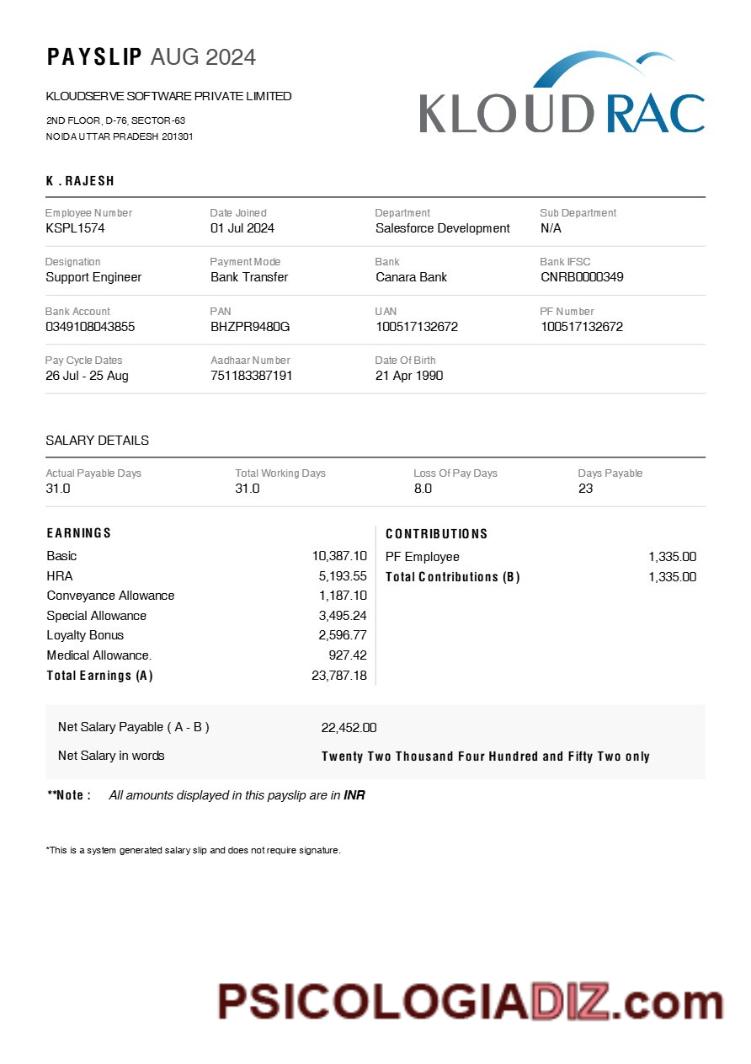 PAYSLIP AUG 2024
KLOUDSERVE SOFTWARE PRIVATE LIMITED
2ND FLOOR, D-76, SECTOR-63
NOIDA UTTAR PRADESH 201301
KLOUDRAC
K . RAJESH
Employee Number Date Joined Department Sub Department
KSPL1574 01 Jul 2024 Salesforce Development N/A
Designation Payment Mode Bank Bank IFSC
Support Engineer Bank Transfer Canara Bank CNRB0000349
Bank Account PAN UAN PF Number
0349108043855 BHZPR9480G 100517132672 100517132672
Pay Cycle Dates Aadhaar Number Date Of Birth
26 Jul - 25 Aug 751183387191 21 Apr 1990
SALARY DETAILS
Actual Payable Days Total Working Days Loss Of Pay Days Days Payable
31.0 31.0 8.0 23
EARNINGS CONTRIBUTIONS
Basic 10,387.10 PF Employee 1,335.00
HRA 5,193.55 Total Contributions (B) 1,335.00
Conveyance Allowance 1,187.10
Special Allowance 3,495.24
Loyalty Bonus 2,596.77
Medical Allowance. 927.42
Total Earnings (A) 23,787.18
Net Salary Payable ( A - B ) 22,452.00
Net Salary in words Twenty Two Thousand Four Hundred and Fifty Two only
**Note : All amounts displayed in this payslip are in INR
*This is a system generated salary slip and does not require signature.
PSICOLOGIADIZ.com